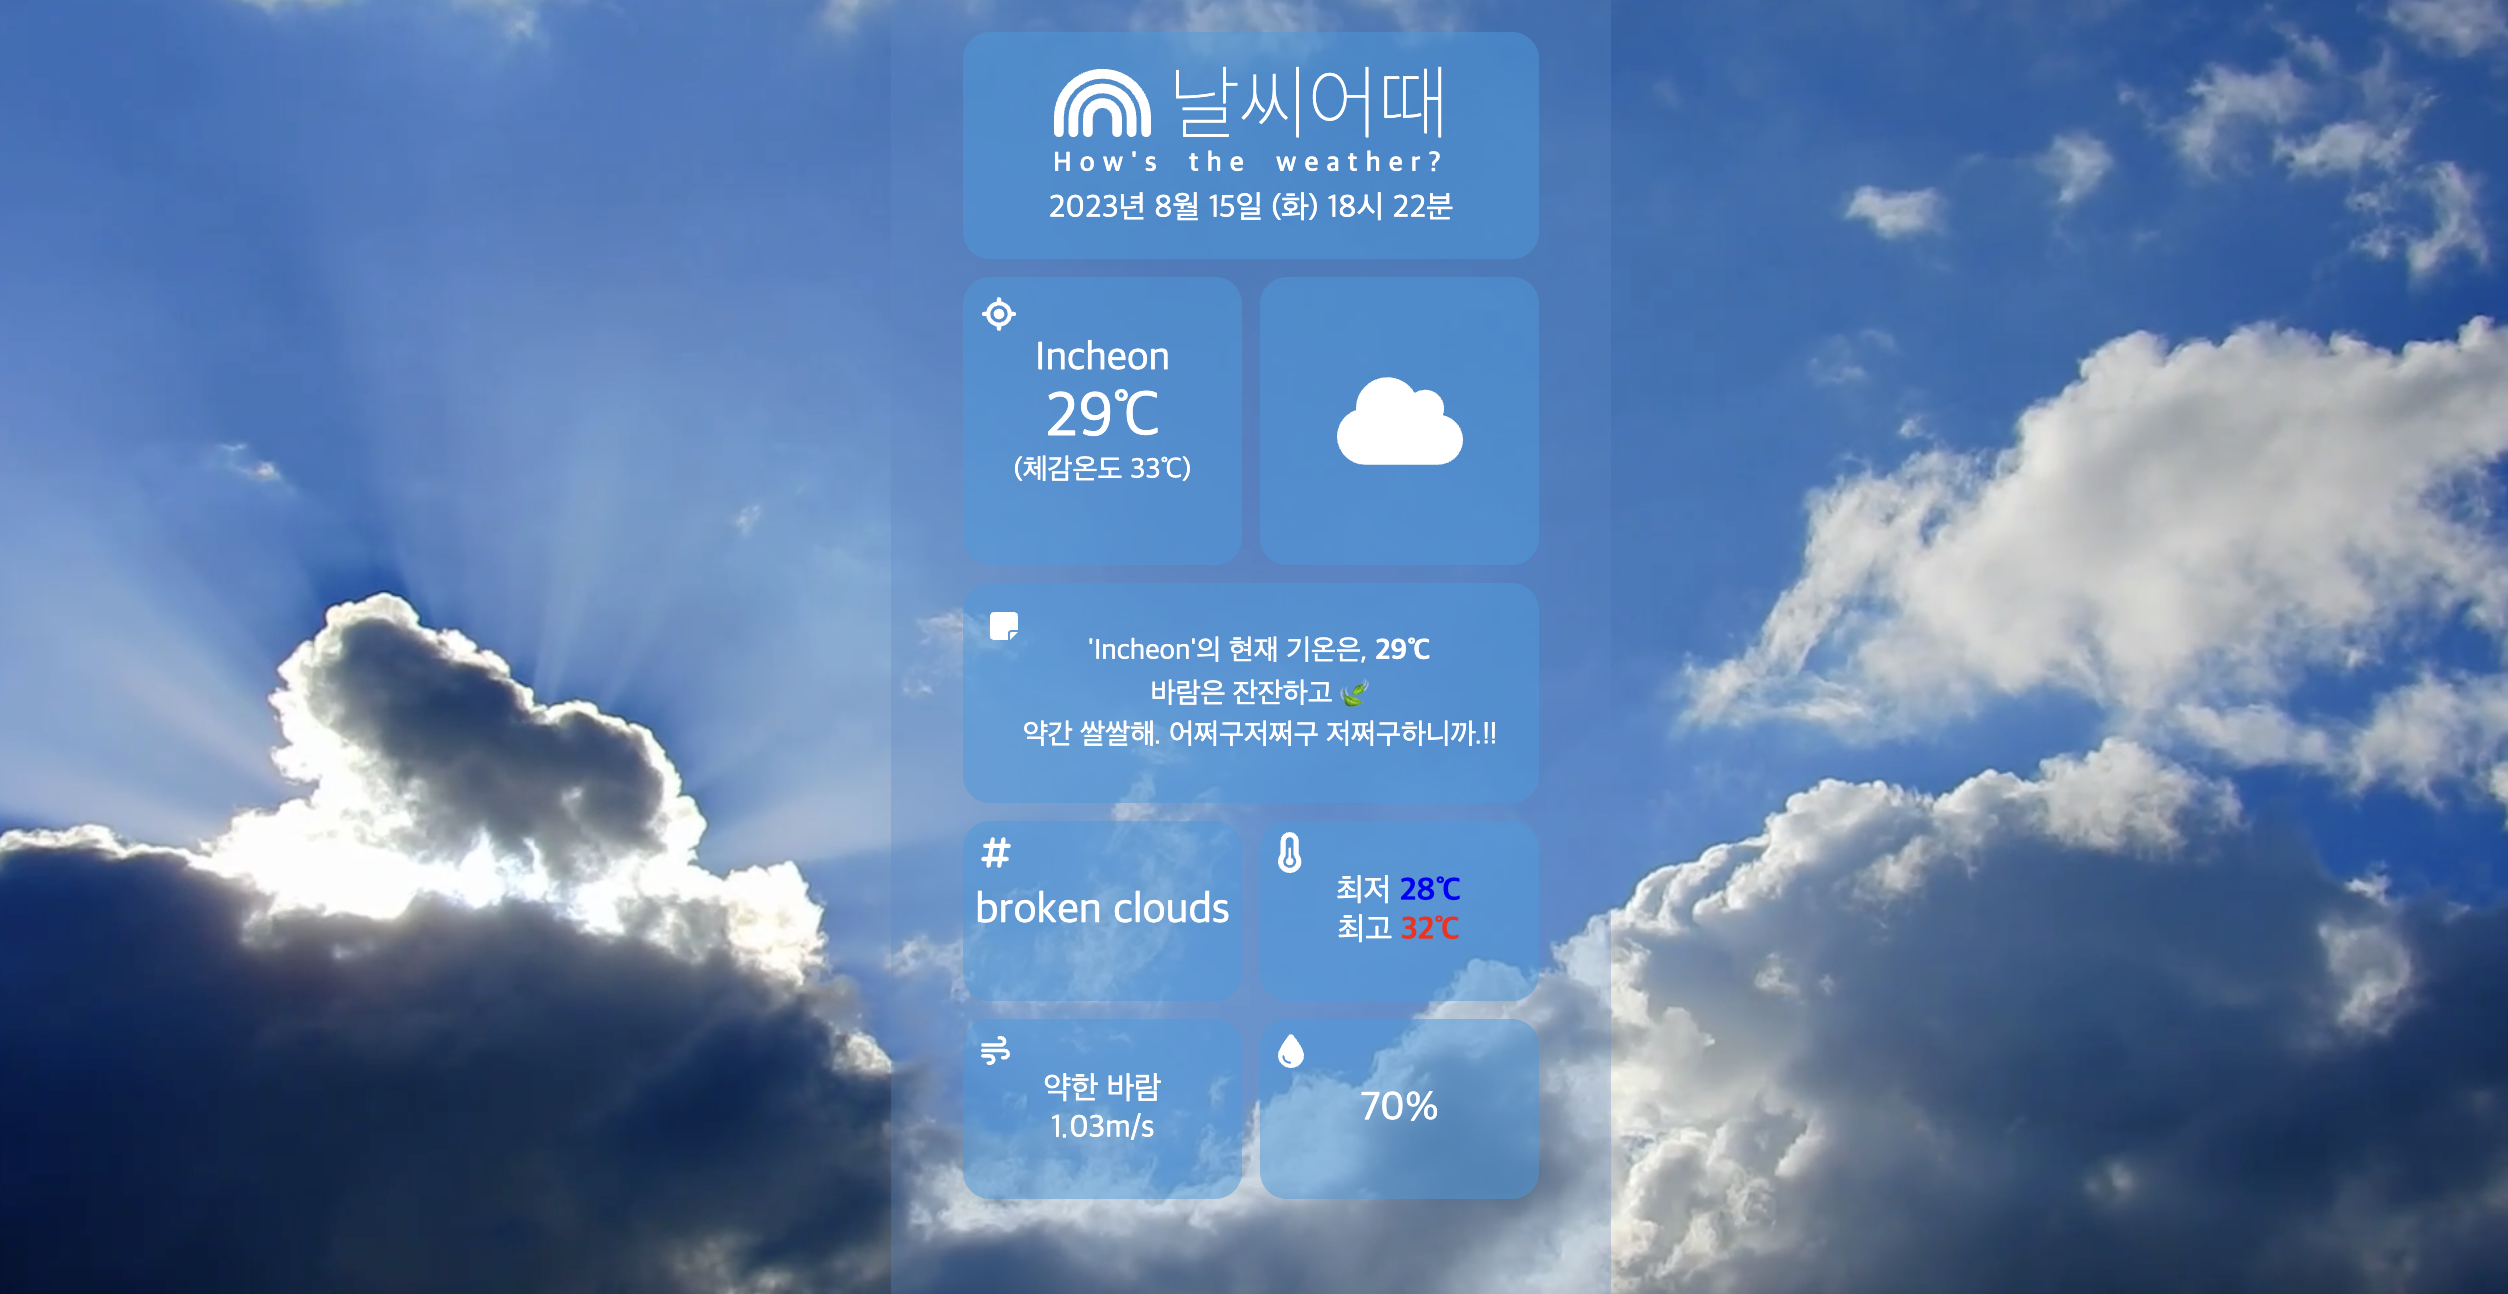 날씨어때
How's the weather?
2023년 8월 15일 (화) 18시 22분
Incheon
29℃
(체감온도 33℃)
'Incheon'의 현재 기온은, 29℃
바람은 잔잔하고 🍃
약간 쌀쌀해. 어쩌구저쩌구 저쩌구하니까.!!
broken clouds
최저 28℃
최고 32℃
약한 바람
1.03m/s
70%